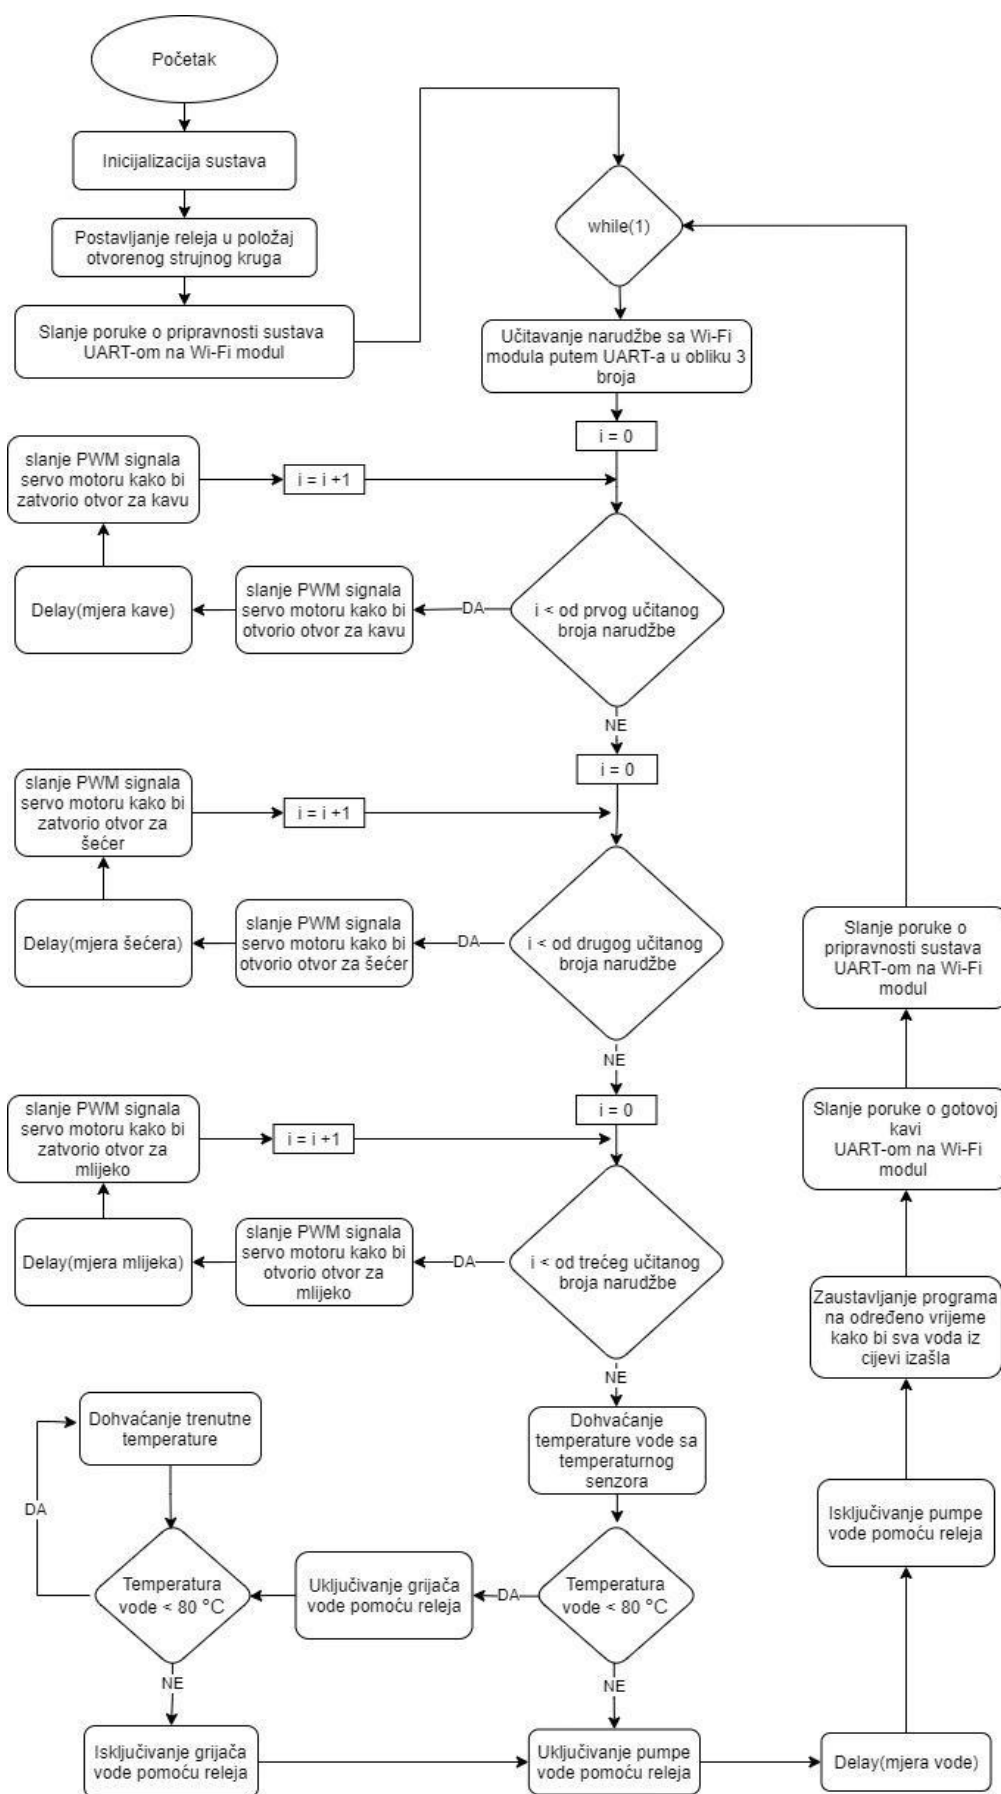 Početak
Inicijalizacija sustava
Postavljanje releja u položaj
otvorenog strujnog kruga
Slanje poruke o pripravnosti sustava
UART-om na Wi-Fi modul
while(1)
Učitavanje narudžbe sa Wi-Fi
modula putem UART-a u obliku 3
broja
i = 0
slanje PWM signala
servo motoru kako bi
zatvorio otvor za kavu
i = i +1
Delay(mjera kave)
slanje PWM signala
servo motoru kako bi
otvorio otvor za kavu
DA
i < od prvog učitanog
broja narudžbe
NE
i = 0
slanje PWM signala
servo motoru kako bi
zatvorio otvor za
šećer
i = i +1
Delay(mjera šećera)
slanje PWM signala
servo motoru kako bi
otvorio otvor za šećer
DA
i < od drugog učitanog
broja narudžbe
NE
i = 0
slanje PWM signala
servo motoru kako bi
zatvorio otvor za
mlijeko
i = i +1
Delay(mjera mlijeka)
slanje PWM signala
servo motoru kako bi
otvorio otvor za
mlijeko
DA
i < od trećeg učitanog
broja narudžbe
NE
Dohvaćanje
temperature vode sa
temperaturnog
senzora
Temperatura
vode < 80 °C
DA
Uključivanje grijača
vode pomoću releja
Dohvaćanje trenutne
temperature
DA
Temperatura
vode < 80 °C
NE
NE
Isključivanje grijača
vode pomoću releja
Uključivanje pumpe
vode pomoću releja
Delay(mjera vode)
Isključivanje pumpe
vode pomoću releja
Zaustavljanje programa
na određeno vrijeme
kako bi sva voda iz
cijevi izašla
Slanje poruke o gotovoj
kavi
UART-om na Wi-Fi
modul
Slanje poruke o
pripravnosti sustava
UART-om na Wi-Fi
modul